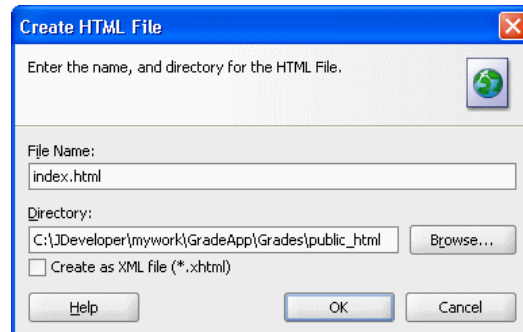 Create HTML File
Enter the name, and directory for the HTML File.
File Name:
index.html
Directory:
C:\JDeveloper\mywork\GradeApp\Grades\public_html
Browse...
Create as XML file (*.xhtml)
Help
OK
Cancel